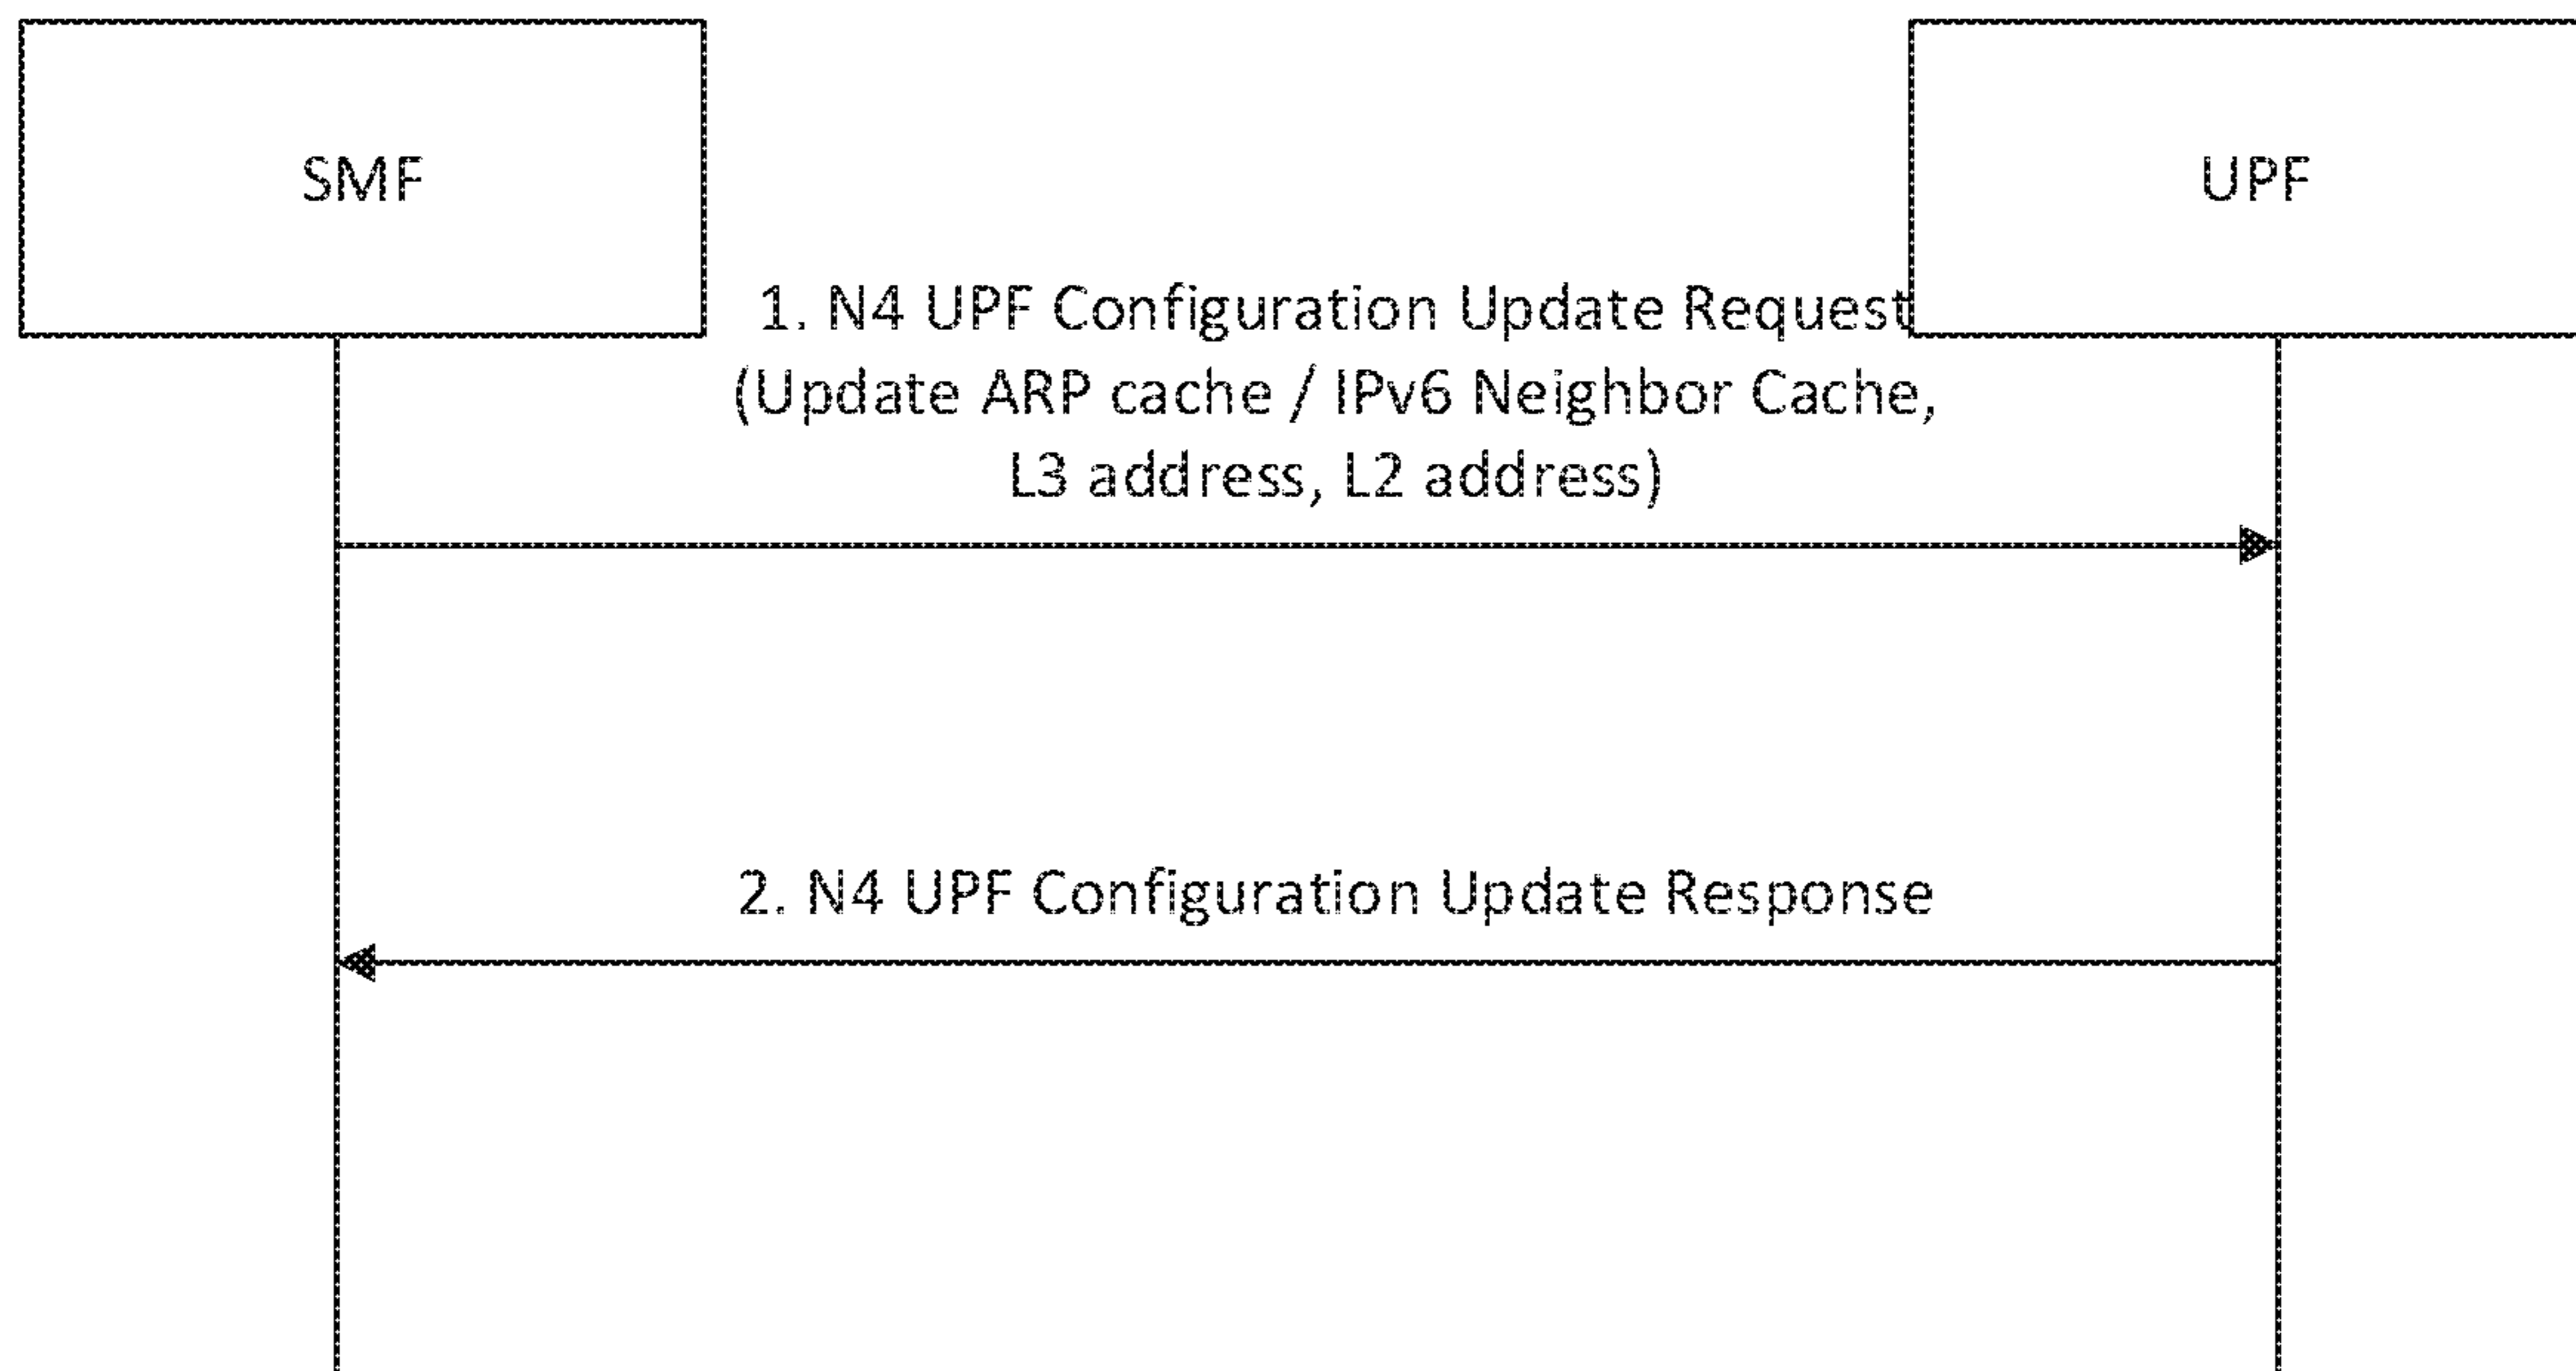 SMF
UPF
1. N4 UPF Configuration Update Request
(Update ARP cache / IPv6 Neighbor Cache,
L3 address, L2 address)
2. N4 UPF Configuration Update Response